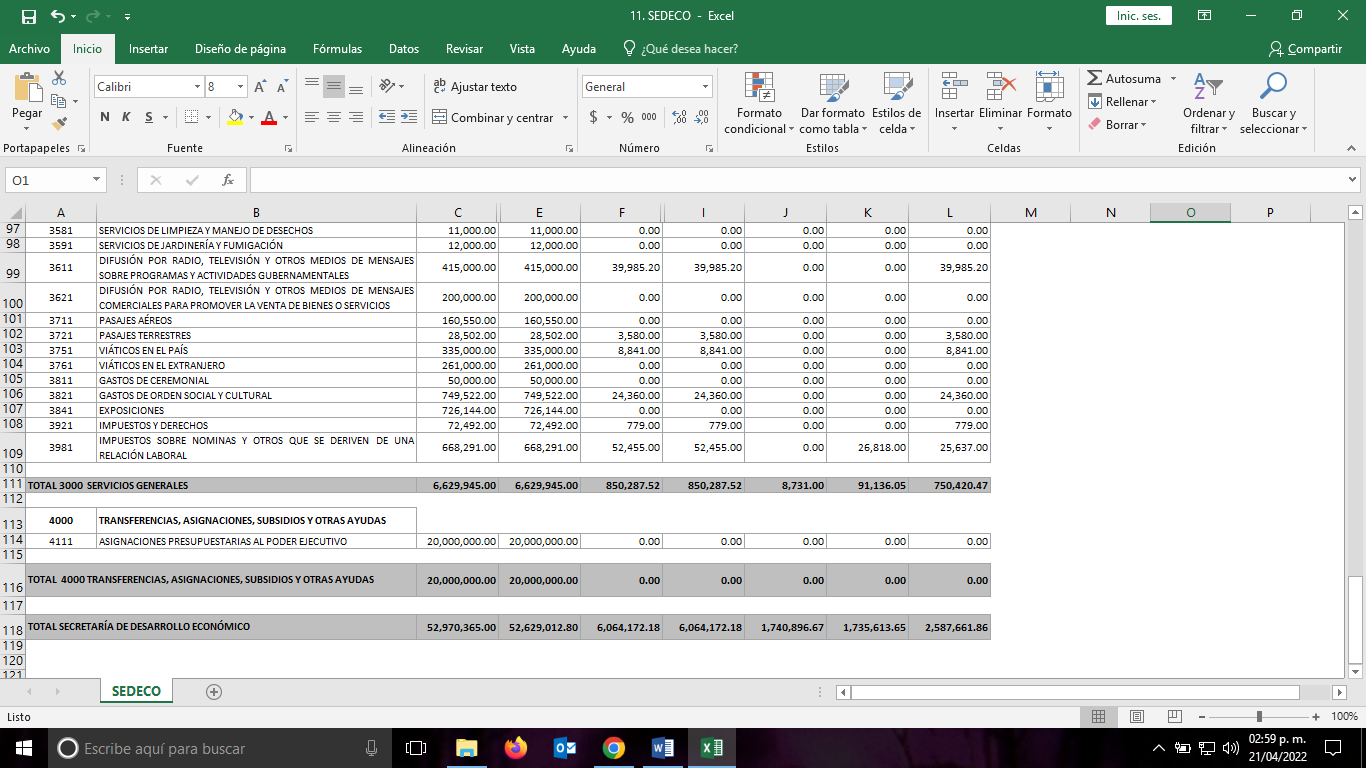 11. SEDECO - Excel
Inic. ses.
Archivo Inicio Insertar Diseño de página Fórmulas Datos Revisar Vista Ayuda ¿Qué desea hacer? Compartir
Pegar
Calibri 8
N K S
Ajustar texto
Combinar y centrar
General
$ % 000
Formato condicional
Dar formato como tabla
Estilos de celda
Insertar Eliminar Formato
Autosuma
Rellenar
Borrar
Ordenar y filtrar
Buscar y seleccionar
Portapapeles Fuente Alineación Número Estilos Celdas Edición
O1 fx
A B C E F I J K L M N O P
97 3581 SERVICIOS DE LIMPIEZA Y MANEJO DE DESECHOS 11,000.00 11,000.00 0.00 0.00 0.00 0.00 0.00
98 3591 SERVICIOS DE JARDINERÍA Y FUMIGACIÓN 12,000.00 12,000.00 0.00 0.00 0.00 0.00 0.00
99 3611 DIFUSIÓN POR RADIO, TELEVISIÓN Y OTROS MEDIOS DE MENSAJES
SOBRE PROGRAMAS Y ACTIVIDADES GUBERNAMENTALES 415,000.00 415,000.00 39,985.20 39,985.20 0.00 0.00 39,985.20
100 3621 DIFUSIÓN POR RADIO, TELEVISIÓN Y OTROS MEDIOS DE MENSAJES
COMERCIALES PARA PROMOVER LA VENTA DE BIENES O SERVICIOS 200,000.00 200,000.00 0.00 0.00 0.00 0.00 0.00
101 3711 PASAJES AÉREOS 160,550.00 160,550.00 0.00 0.00 0.00 0.00 0.00
102 3721 PASAJES TERRESTRES 28,502.00 28,502.00 3,580.00 3,580.00 0.00 0.00 3,580.00
103 3751 VIÁTICOS EN EL PAÍS 335,000.00 335,000.00 8,841.00 8,841.00 0.00 0.00 8,841.00
104 3761 VIÁTICOS EN EL EXTRANJERO 261,000.00 261,000.00 0.00 0.00 0.00 0.00 0.00
105 3811 GASTOS DE CEREMONIAL 50,000.00 50,000.00 0.00 0.00 0.00 0.00 0.00
106 3821 GASTOS DE ORDEN SOCIAL Y CULTURAL 749,522.00 749,522.00 24,360.00 24,360.00 0.00 0.00 24,360.00
107 3841 EXPOSICIONES 726,144.00 726,144.00 0.00 0.00 0.00 0.00 0.00
108 3921 IMPUESTOS Y DERECHOS 72,492.00 72,492.00 779.00 779.00 0.00 0.00 779.00
109 3981 IMPUESTOS SOBRE NOMINAS Y OTROS QUE SE DERIVEN DE UNA
RELACIÓN LABORAL 668,291.00 668,291.00 52,455.00 52,455.00 0.00 26,818.00 25,637.00
110
111 TOTAL 3000 SERVICIOS GENERALES 6,629,945.00 6,629,945.00 850,287.52 850,287.52 8,731.00 91,136.05 750,420.47
112
113 4000 TRANSFERENCIAS, ASIGNACIONES, SUBSIDIOS Y OTRAS AYUDAS
114 4111 ASIGNACIONES PRESUPUESTARIAS AL PODER EJECUTIVO 20,000,000.00 20,000,000.00 0.00 0.00 0.00 0.00 0.00
115
116 TOTAL 4000 TRANSFERENCIAS, ASIGNACIONES, SUBSIDIOS Y OTRAS AYUDAS 20,000,000.00 20,000,000.00 0.00 0.00 0.00 0.00 0.00
117
118 TOTAL SECRETARÍA DE DESARROLLO ECONÓMICO 52,970,365.00 52,629,012.80 6,064,172.18 6,064,172.18 1,740,896.67 1,735,613.65 2,587,661.86
119
120
121
SEDECO
Listo 100%
Escribe aquí para buscar
02:59 p. m.
21/04/2022